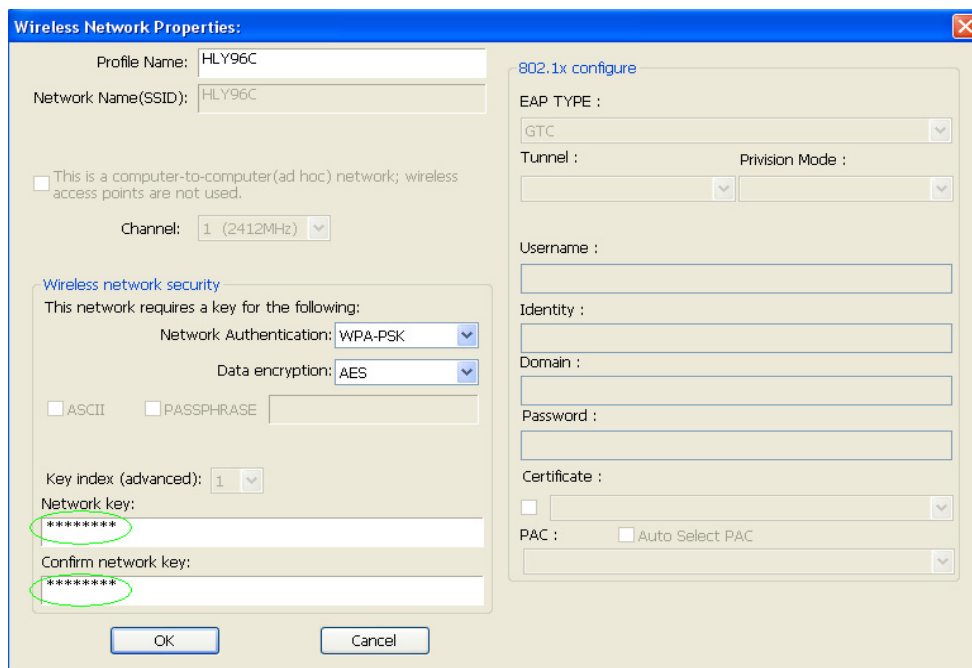 Wireless Network Properties:
Profile Name: HLY96C
Network Name(SSID): HLY96C
This is a computer-to-computer(ad hoc) network; wireless
access points are not used.
Channel: 1 (2412MHz)
Wireless network security
This network requires a key for the following:
Network Authentication: WPA-PSK
Data encryption: AES
ASCII PASSPHRASE
Key index (advanced): 1
Network key:
********
Confirm network key:
********
OK Cancel
802.1x configure
EAP TYPE :
GTC
Tunnel : Privision Mode :
Username :
Identity :
Domain :
Password :
Certificate :
PAC : Auto Select PAC